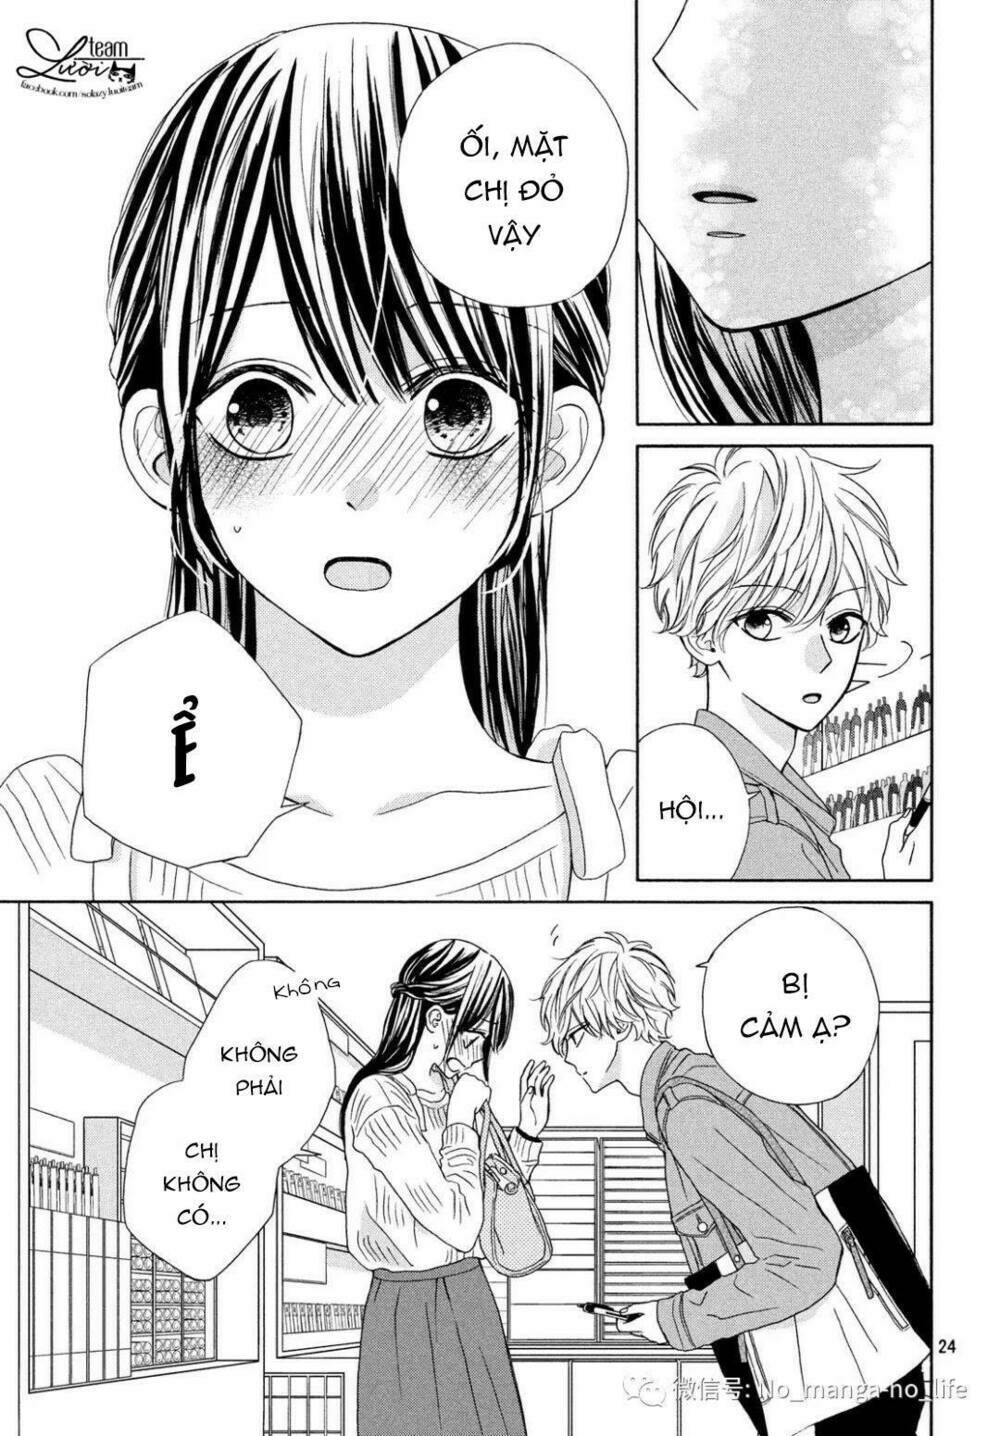 team
Lười
facebook.com/solazy.luoiteam
ỐI, MẶT
CHỊ ĐỎ
VẬY
HỘI...
Ể
BỊ
CẢM Ạ?
Không
KHÔNG
PHẢI
CHỊ
KHÔNG
CÓ...
24
微信号: No_manga-no_life